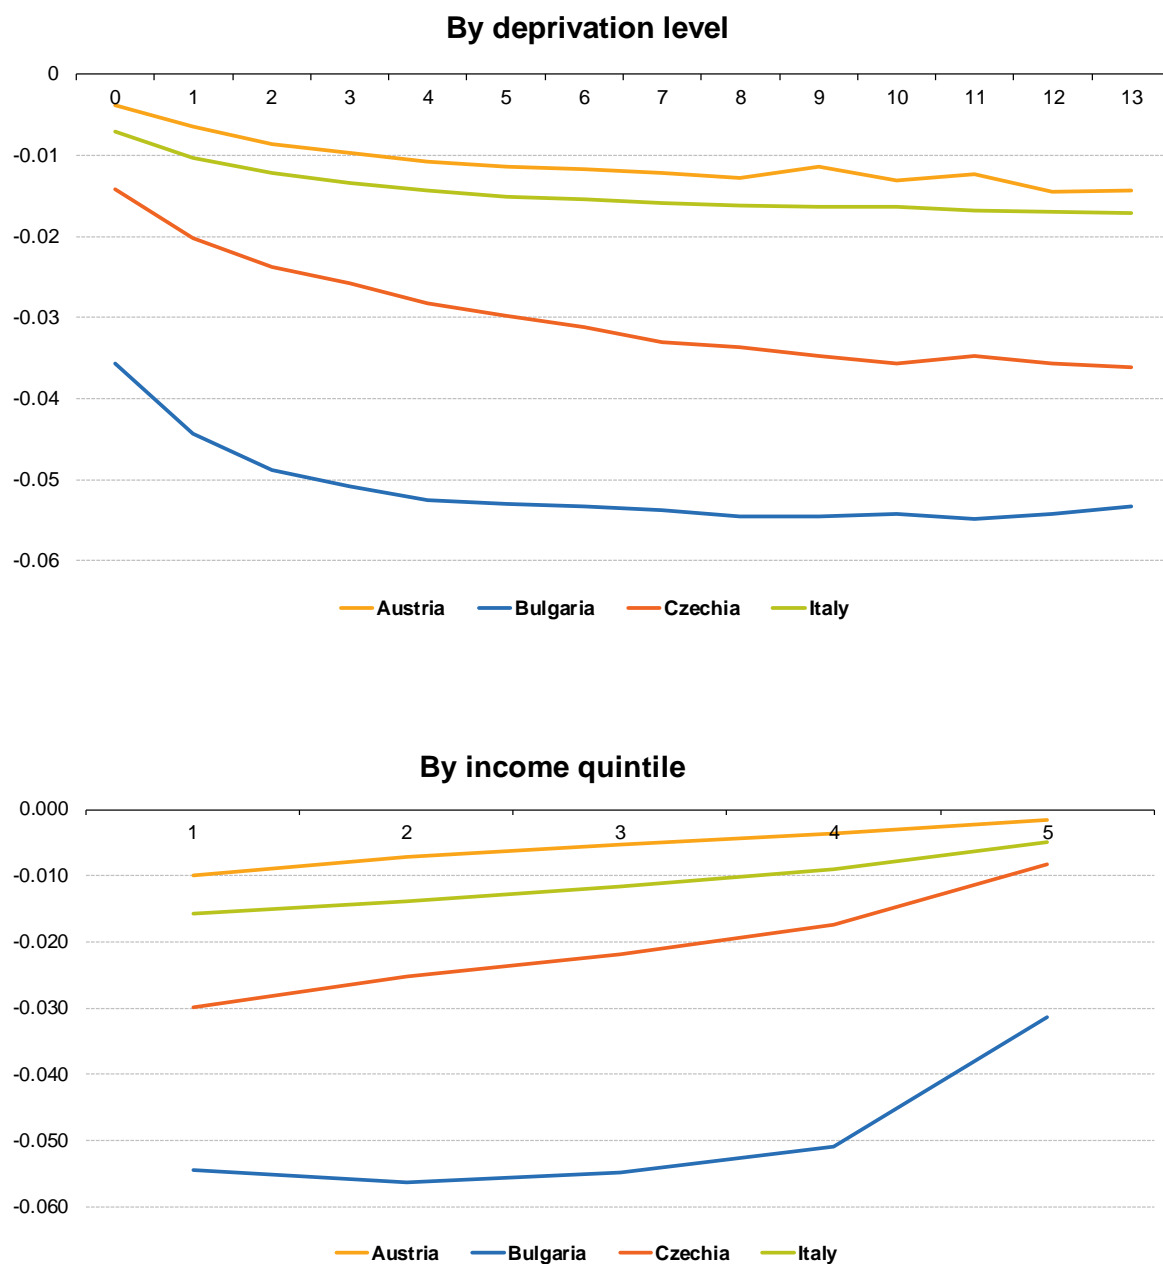 By deprivation level
0
0 1 2 3 4 5 6 7 8 9 10 11 12 13
-0.01
-0.02
-0.03
-0.04
-0.05
-0.06
Austria Bulgaria Czechia Italy
By income quintile
0.000
1 2 3 4 5
-0.010
-0.020
-0.030
-0.040
-0.050
-0.060
Austria Bulgaria Czechia Italy